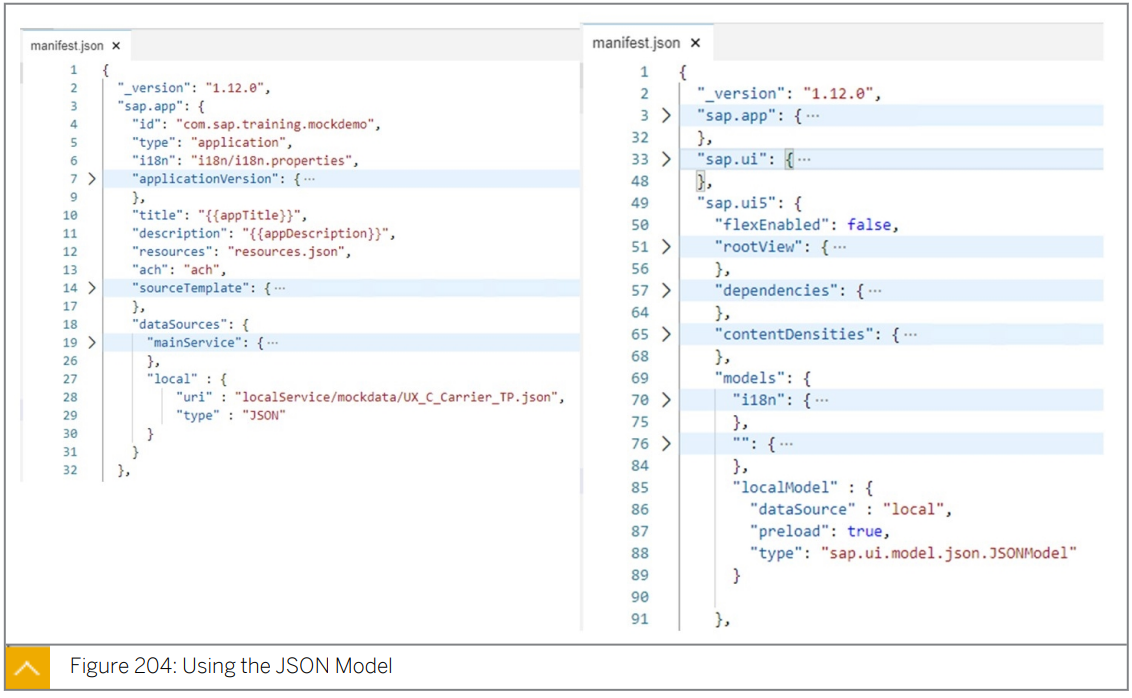 manifest.json ×
1 {
2 "_version": "1.12.0",
3 "sap.app": {
4 "id": "com.sap.training.mockdemo",
5 "type": "application",
6 "i18n": "i18n/i18n.properties",
7 > "applicationVersion": { ···
9 },
10 "title": "{{appTitle}}",
11 "description": "{{appDescription}}",
12 "resources": "resources.json",
13 "ach": "ach",
14 > "sourceTemplate": { ···
17 },
18 "dataSources": {
19 > "mainService": { ···
26 },
27 "local" : {
28 "uri" : "localService/mockdata/UX_C_Carrier_TP.json",
29 "type" : "JSON"
30 }
31 }
32 },
manifest.json ×
1 {
2 "_version": "1.12.0",
3 > "sap.app": { ···
32 },
33 > "sap.ui": { ···
48 },
49 "sap.ui5": {
50 "flexEnabled": false,
51 > "rootView": { ···
56 },
57 > "dependencies": { ···
64 },
65 > "contentDensities": { ···
68 },
69 "models": {
70 > "i18n": { ···
75 },
76 > "": { ···
84 },
85 "localModel" : {
86 "dataSource" : "local",
87 "preload": true,
88 "type": "sap.ui.model.json.JSONModel"
89 }
90
91 },
Figure 204: Using the JSON Model